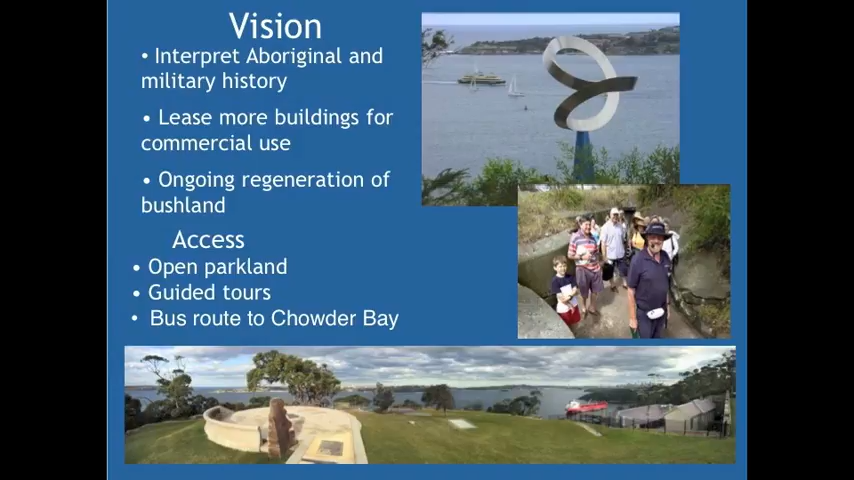 Vision
• Interpret Aboriginal and
military history
• Lease more buildings for
commercial use
• Ongoing regeneration of
bushland
Access
• Open parkland
• Guided tours
• Bus route to Chowder Bay